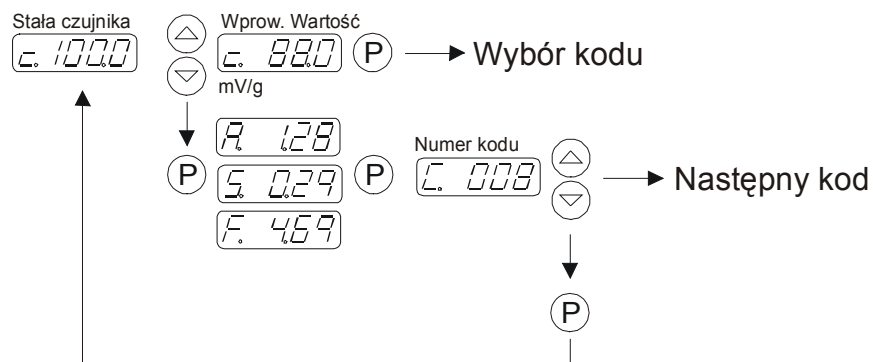 Stała czujnika
c. 100.0
Wprow. Wartość
c. 88.0
P
Wybór kodu
mV/g
A. 1.28
P
S. 0.29
P
F. 4.69
Numer kodu
C. 008
Następny kod
P